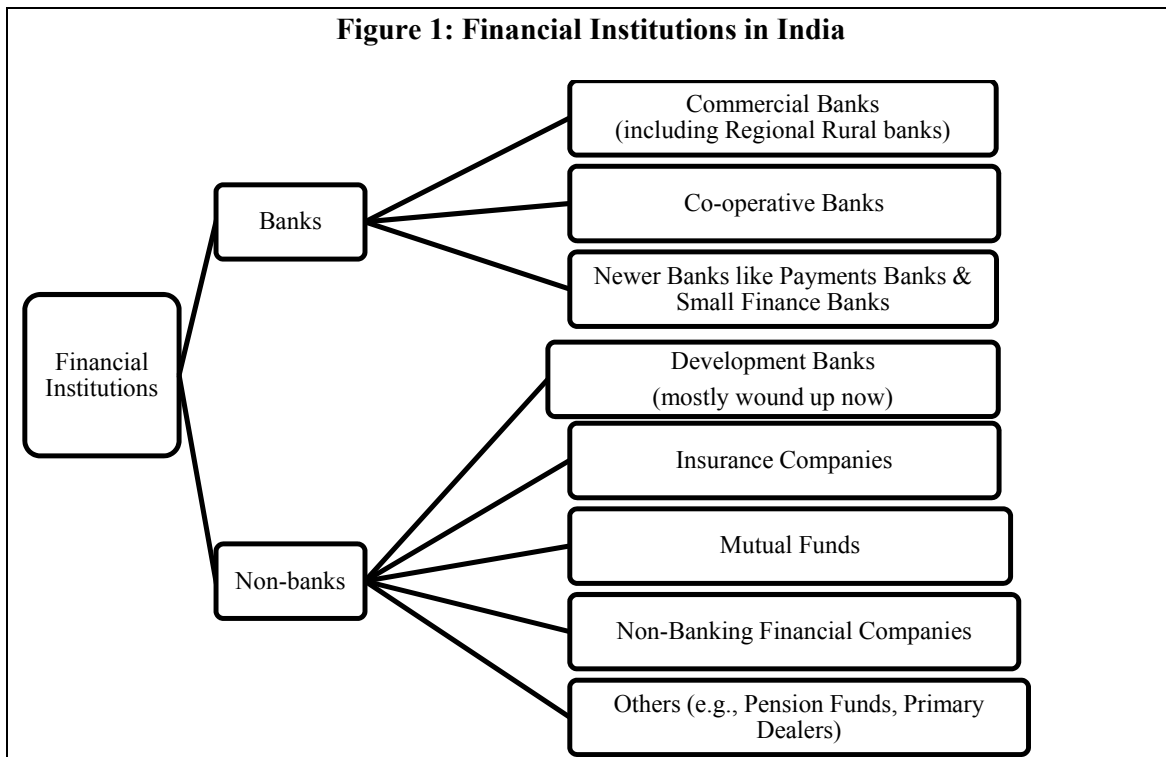 Figure 1: Financial Institutions in India
Commercial Banks
(including Regional Rural banks)
Banks
Co-operative Banks
Newer Banks like Payments Banks &
Small Finance Banks
Financial
Institutions
Development Banks
(mostly wound up now)
Insurance Companies
Non-banks
Mutual Funds
Non-Banking Financial Companies
Others (e.g., Pension Funds, Primary
Dealers)